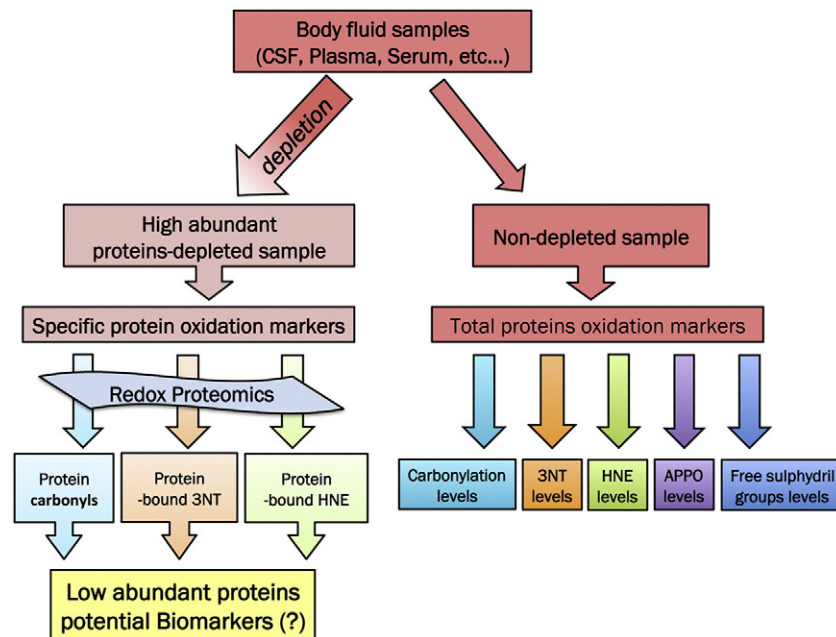 Body fluid samples
(CSF, Plasma, Serum, etc...)
depletion
High abundant
proteins-depleted sample
Non-depleted sample
Specific protein oxidation markers
Total proteins oxidation markers
Redox Proteomics
Protein
carbonyls
Protein
-bound 3NT
Protein
-bound HNE
Carbonylation
levels
3NT
levels
HNE
levels
APPO
levels
Free sulphydril
groups levels
Low abundant proteins
potential Biomarkers (?)